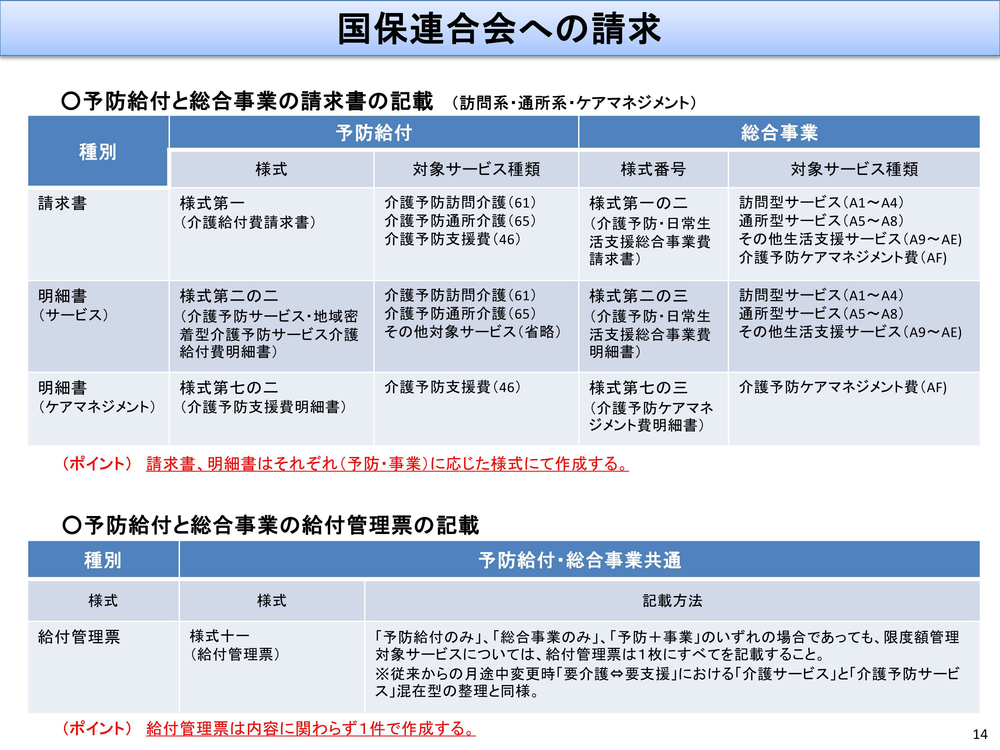 国保連合会への請求
○予防給付と総合事業の請求書の記載　（訪問系・通所系・ケアマネジメント）
種別
予防給付
総合事業
様式
対象サービス種類
様式番号
対象サービス種類
請求書
様式第一
（介護給付費請求書）
介護予防訪問介護（61）
介護予防通所介護（65）
介護予防支援費（46）
様式第一の二
（介護予防・日常生
活支援総合事業費
請求書）
訪問型サービス（A1～A4）
通所型サービス（A5～A8）
その他生活支援サービス（A9～AE）
介護予防ケアマネジメント費（AF）
明細書
（サービス）
様式第二の二
（介護予防サービス・地域密
着型介護予防サービス介護
給付費明細書）
介護予防訪問介護（61）
介護予防通所介護（65）
その他対象サービス（省略）
様式第二の三
（介護予防・日常生
活支援総合事業費
明細書）
訪問型サービス（A1～A4）
通所型サービス（A5～A8）
その他生活支援サービス（A9～AE）
明細書
（ケアマネジメント）
様式第七の二
（介護予防支援費明細書）
介護予防支援費（46）
様式第七の三
（介護予防ケアマネ
ジメント費明細書）
介護予防ケアマネジメント費（AF）
（ポイント）　請求書、明細書はそれぞれ（予防・事業）に応じた様式にて作成する。
○予防給付と総合事業の給付管理票の記載
種別
予防給付・総合事業共通
様式
様式
記載方法
給付管理票
様式十一
（給付管理票）
「予防給付のみ」、「総合事業のみ」、「予防＋事業」のいずれの場合であっても、限度額管理
対象サービスについては、給付管理票は１枚にすべてを記載すること。
※従来からの月途中変更時「要介護⇔要支援」における「介護サービス」と「介護予防サービ
ス」混在型の整理と同様。
（ポイント）　給付管理票は内容に関わらず１件で作成する。
14